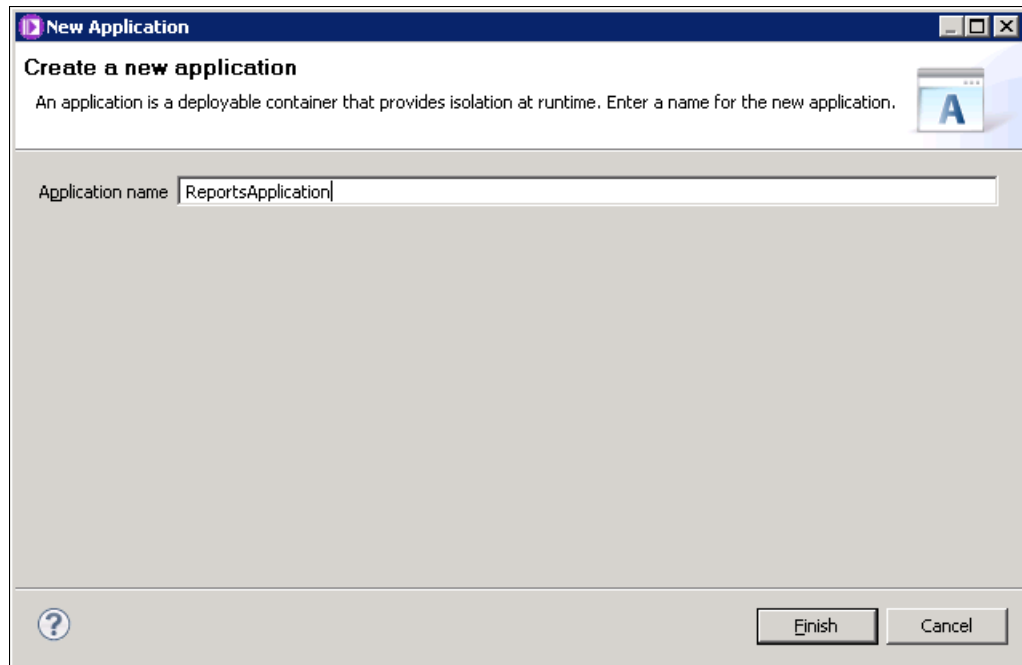 New Application
Create a new application
An application is a deployable container that provides isolation at runtime. Enter a name for the new application.
A
Application name ReportsApplication
?
Finish Cancel